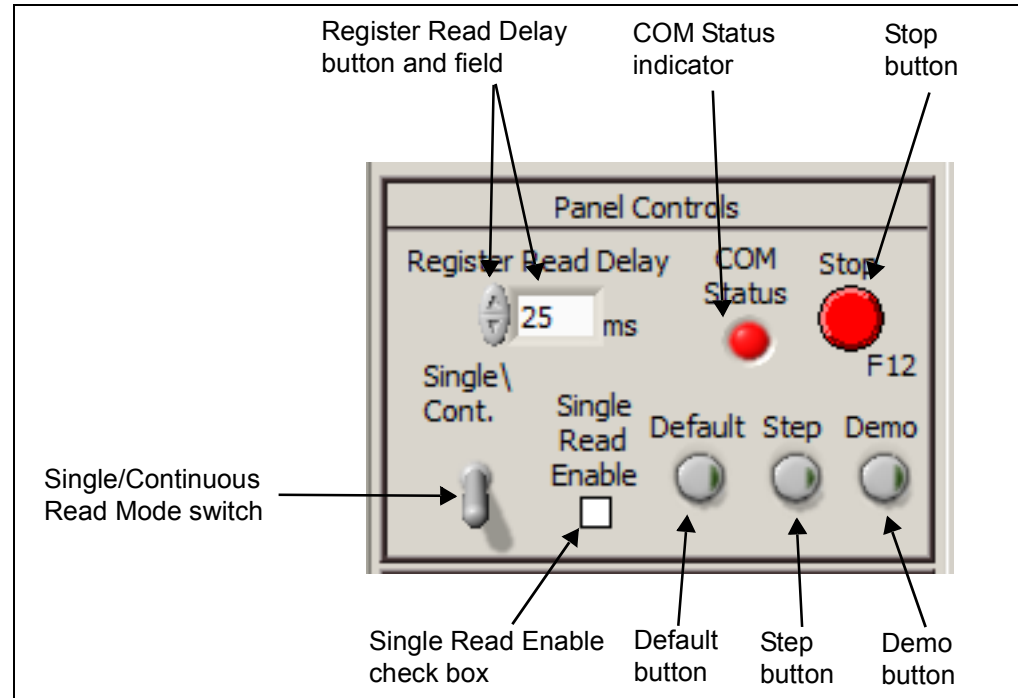 Register Read Delay
button and field
COM Status
indicator
Stop
button
Panel Controls
Register Read Delay
25
ms
COM
Status
Stop
F12
Single\
Cont.
Single
Read
Enable
Default
Step
Demo
Single/Continuous
Read Mode switch
Single Read Enable
check box
Default
button
Step
button
Demo
button